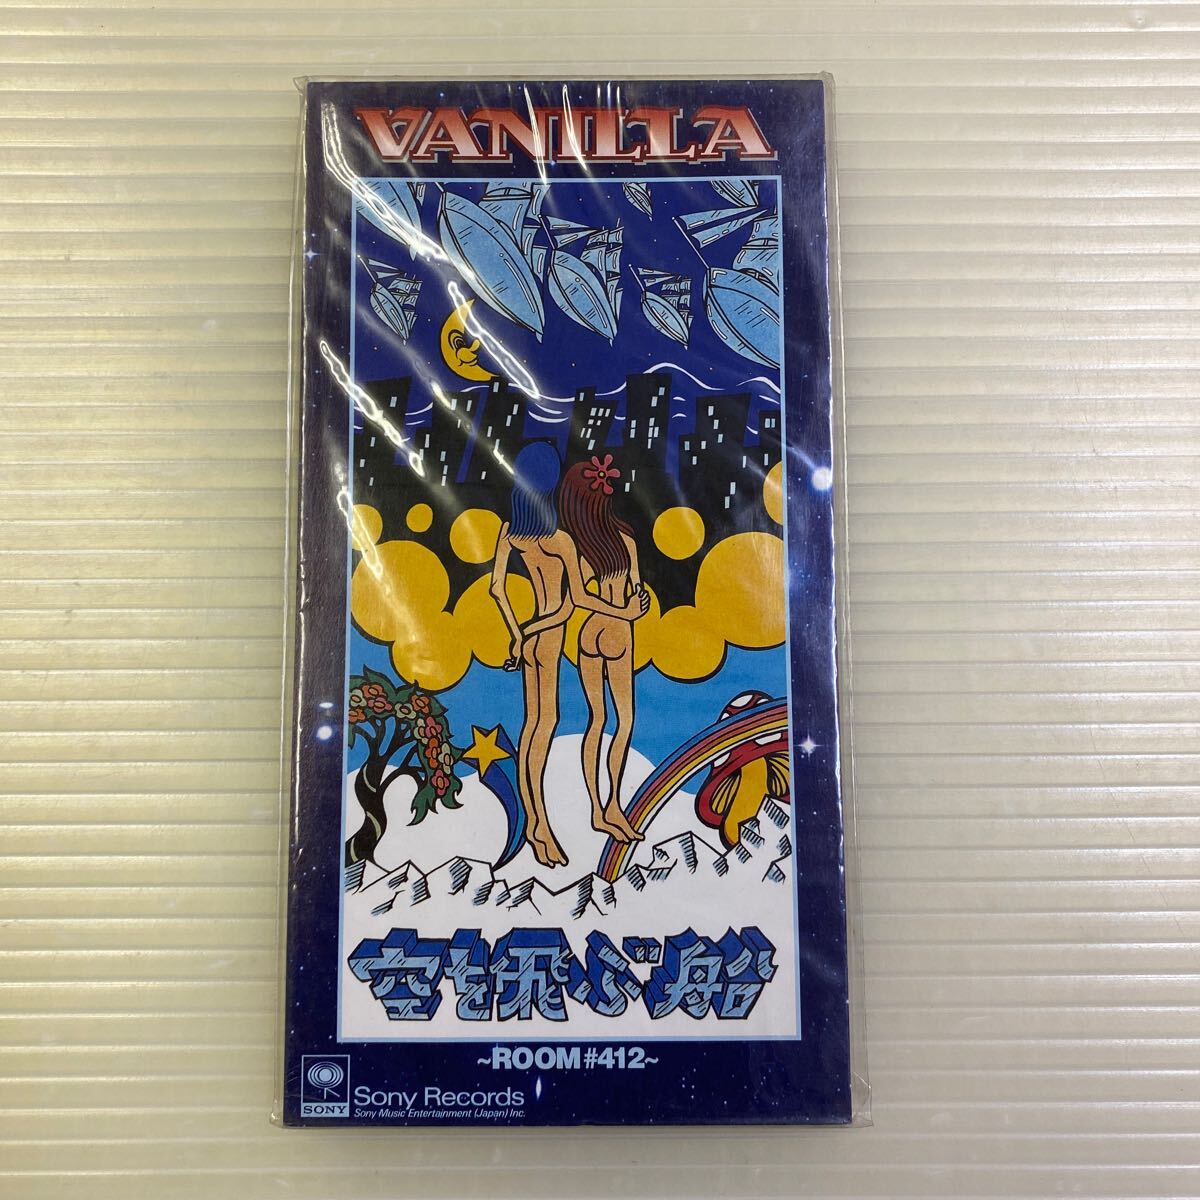 VANILLA
空を飛ぶ船
~ROOM#412~
SONY
Sony Records
Sony Music Entertainment (Japan) Inc.